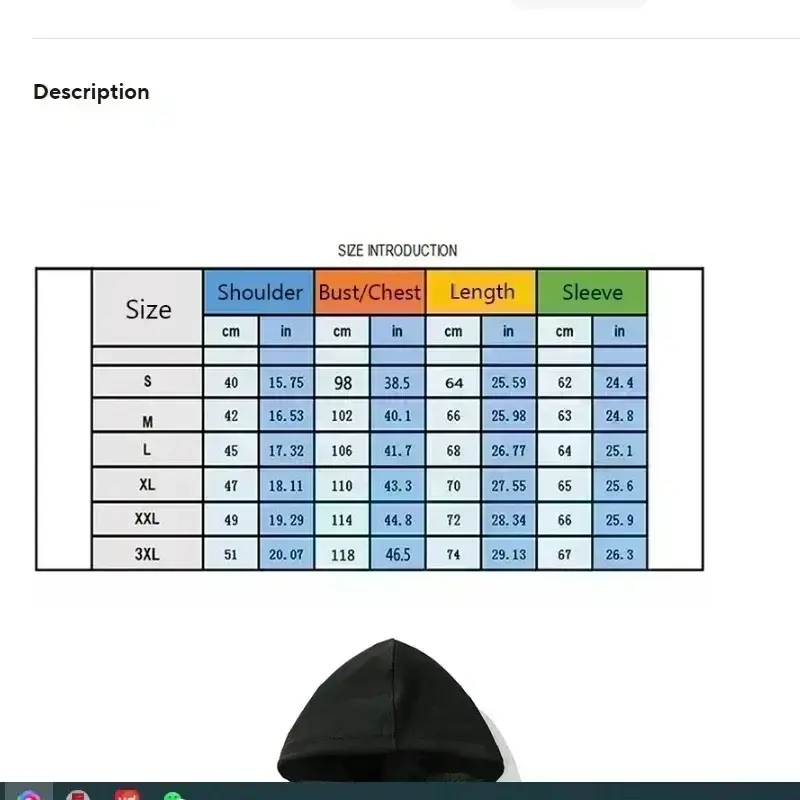 Description
SIZE INTRODUCTION
Size Shoulder Bust/Chest Length Sleeve
cm in cm in cm in cm in
S 40 15.75 98 38.5 64 25.59 62 24.4
M 42 16.53 102 40.1 66 25.98 63 24.8
L 45 17.32 106 41.7 68 26.77 64 25.1
XL 47 18.11 110 43.3 70 27.55 65 25.6
XXL 49 19.29 114 44.8 72 28.34 66 25.9
3XL 51 20.07 118 46.5 74 29.13 67 26.3